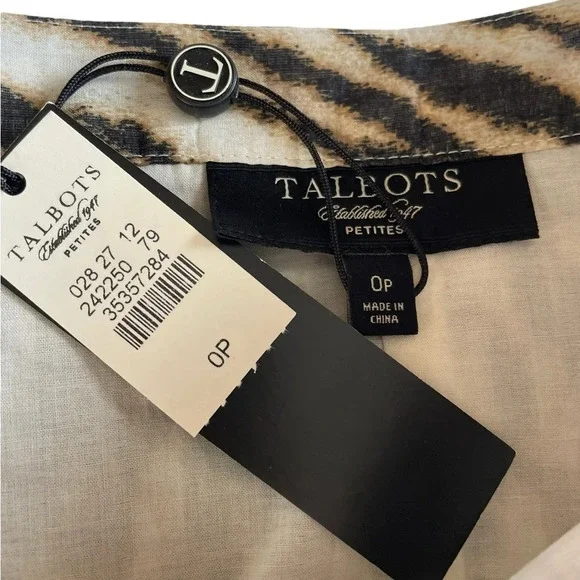 T
TALBOTS
Established 1947
PETITES
028 27 12
242250 79
35357284
0P
TALBOTS
Established 1947
PETITES
0P
MADE IN
CHINA